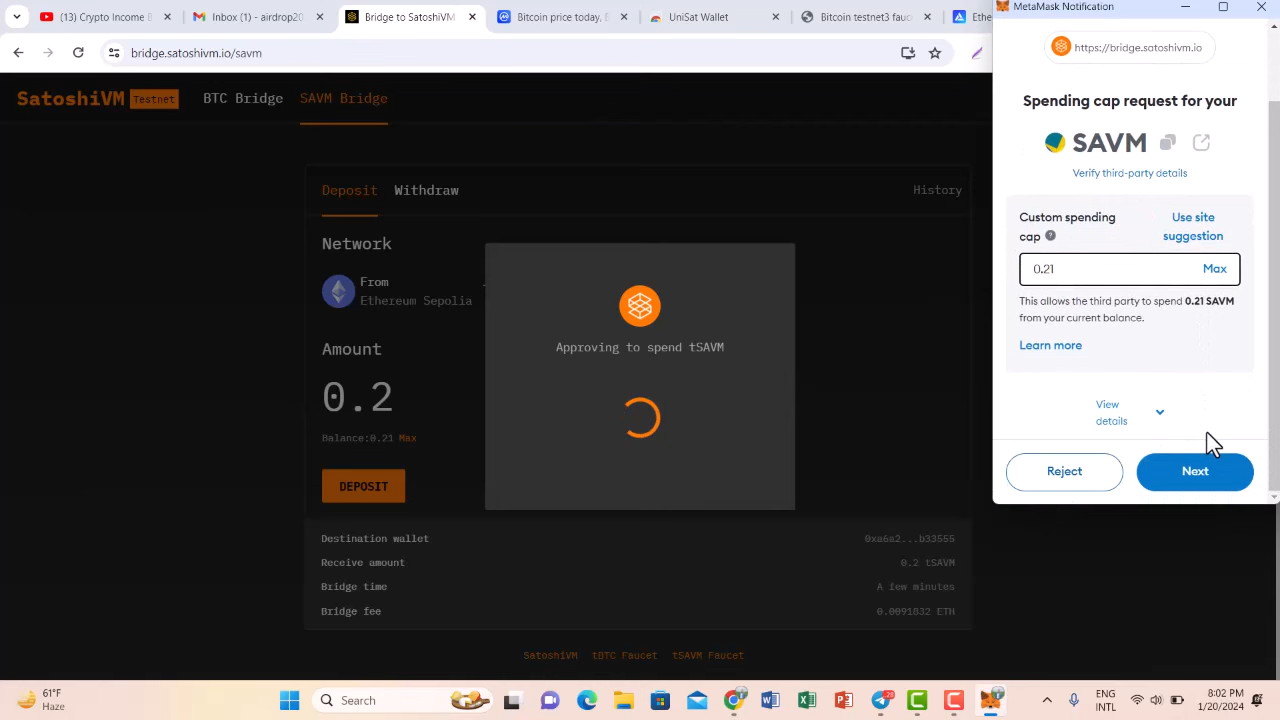 (1) Crypto Income
Inbox (1) - Airdrop2
Bridge to SatoshiVM
Bitcoin price today,
UniSat Wallet
Bitcoin testnet3 fauc
MetaMask Notification
bridge.satoshivm.io/savm
https://bridge.satoshivm.io
SatoshiVM Testnet BTC Bridge SAVM Bridge
Spending cap request for your
SAVM
Verify third-party details
Deposit Withdraw History
Network
From
Ethereum Sepolia
Amount
0.2
Balance:0.21 Max
DEPOSIT
Approving to spend tSAVM
Custom spending
cap
Use site
suggestion
0.21 Max
This allows the third party to spend 0.21 SAVM
from your current balance.
Learn more
View
details
Reject Next
Destination wallet 0xa6a2...b33555
Receive amount 0.2 tSAVM
Bridge time A few minutes
Bridge fee 0.0091832 ETH
SatoshiVM tBTC Faucet tSAVM Faucet
61°F
Haze
Search
28
ENG
INTL
8:02 PM
1/20/2024